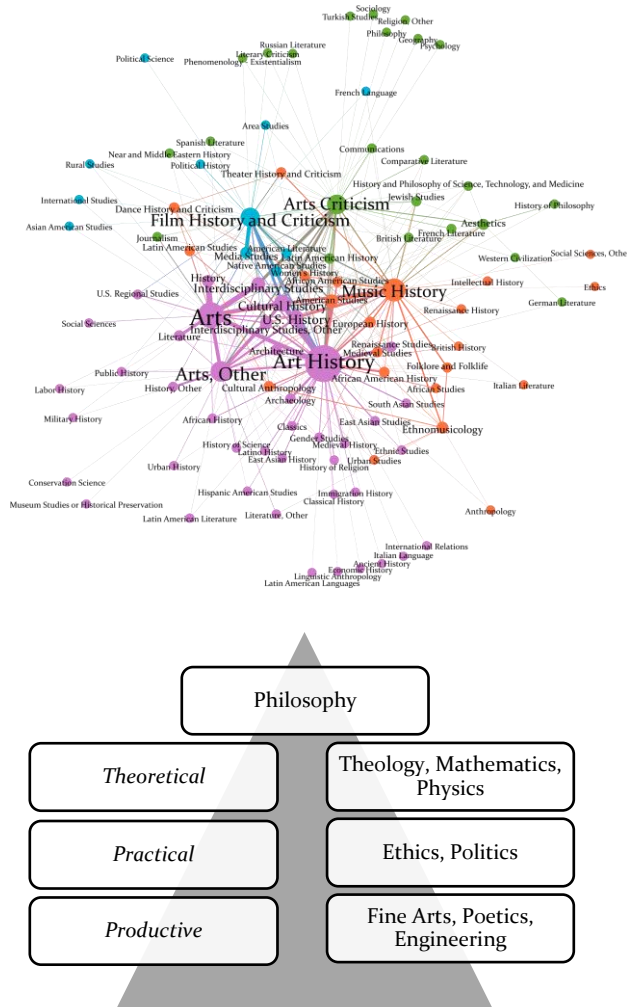 Sociology
Turkish Studies
Religion, Other
Philosophy
Geography
Psychology
Russian Literature
Literary Criticism
Phenomenology - Existentialism
Political Science
French Language
Area Studies
Spanish Literature
Communications
Near and Middle Eastern History
Comparative Literature
Rural Studies
Political History
Theater History and Criticism
History and Philosophy of Science, Technology, and Medicine
Jewish Studies
International Studies
Arts Criticism
History of Philosophy
Dance History and Criticism
Film History and Criticism
Aesthetics
Asian American Studies
French Literature
Journalism
British Literature
Latin American Studies
American Literature
Media Studies
Latin American History
Western Civilization
Social Sciences, Othe
Native American Studies
Women's History
History
African American Studies
Intellectual History
Interdisciplinary Studies
Ethics
Music History
U.S. Regional Studies
American Studies
German Literature
Cultural History
Renaissance History
Arts
U.S. History
Social Sciences
European History
Interdisciplinary Studies, Other
Literature
Renaissance Studies
British History
Architecture
Medieval Studies
Art History
Folklore and Folklife
Public History
Arts, Other
African American History
Labor History
History, Other
Cultural Anthropology
African Studies
Italian Literature
Archaeology
South Asian Studies
Military History
African History
East Asian Studies
Classics
Ethnomusicology
Gender Studies
History of Science
Medieval History
Latino History
Ethnic Studies
East Asian History
Urban Studies
Urban History
History of Religion
Conservation Science
Hispanic American Studies
Immigration History
Museum Studies or Historical Preservation
Classical History
Anthropology
Latin American Literature
Literature, Other
International Relations
Italian Language
Ancient History
Economic History
Linguistic Anthropology
Latin American Languages
Philosophy
Theoretical
Theology, Mathematics,
Physics
Practical
Ethics, Politics
Productive
Fine Arts, Poetics,
Engineering